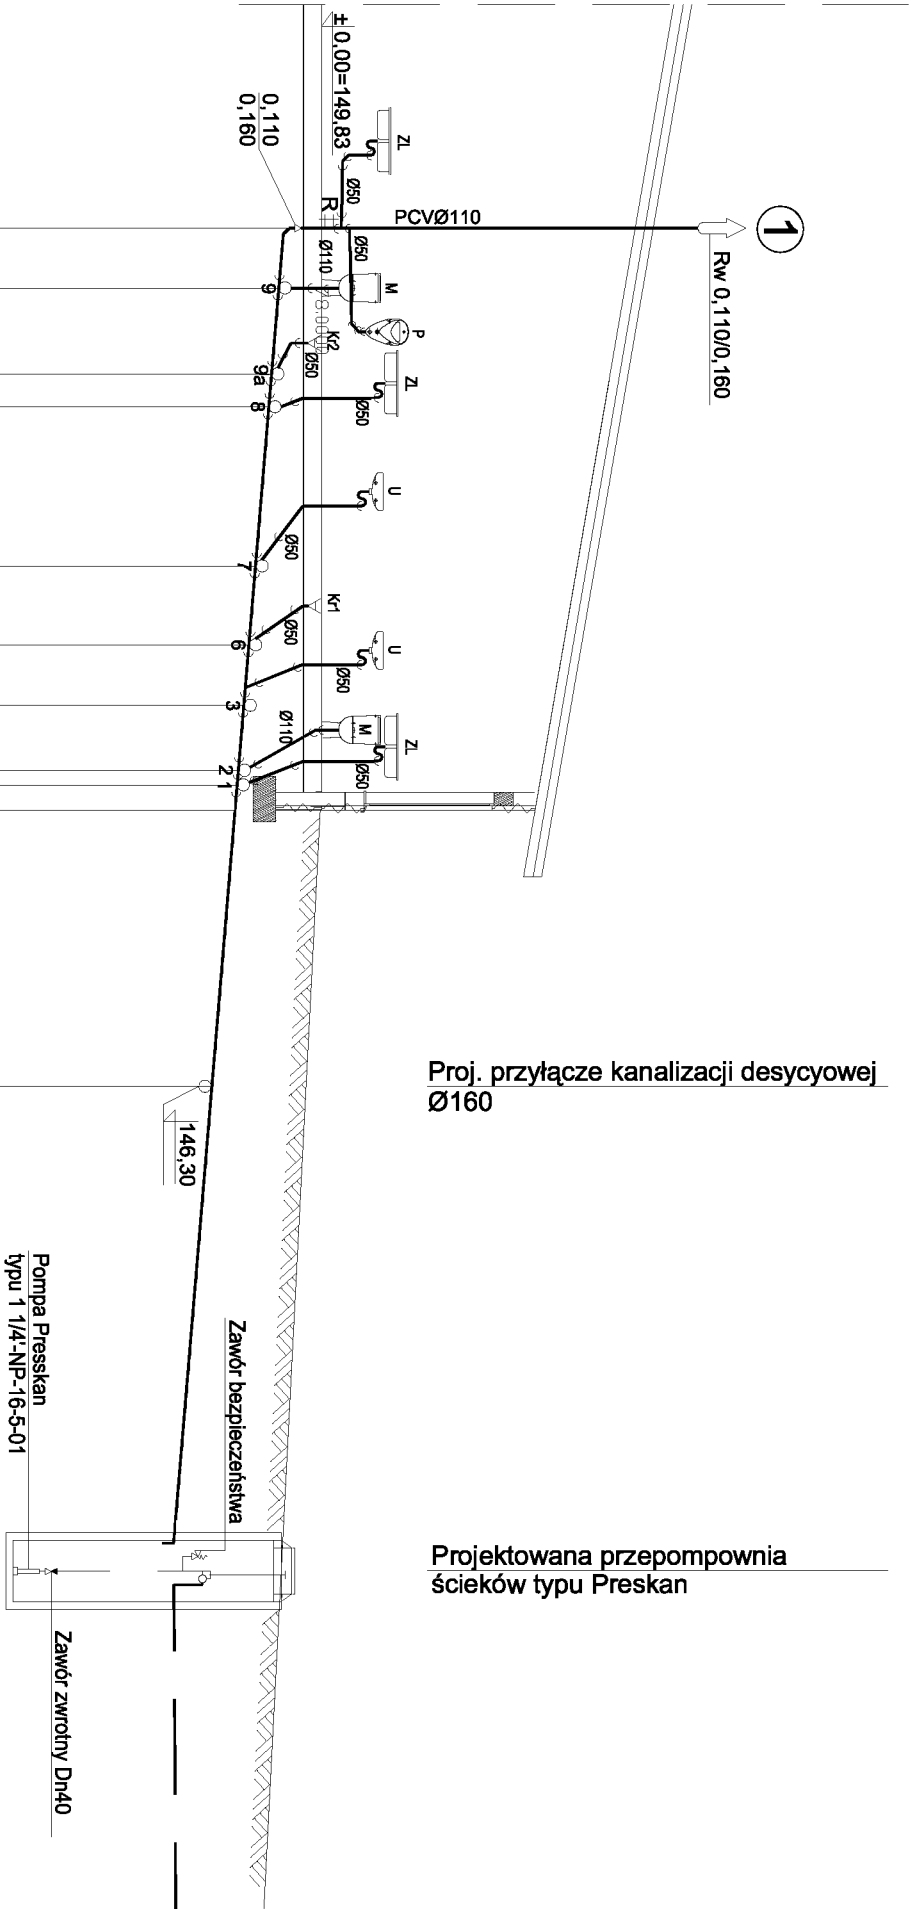 ± 0,00=149,83
0,110
0,160
ZL
Ø50
R
PCVØ110
1
Rw 0,110/0,160
Ø50
Ø110
M
P
9
Kr2
Ø50
9a
ZL
8
Ø50
U
Ø50
7
Kr1
Ø50
6
U
Ø50
3
Ø110
M
ZL
Ø50
2
1
Proj. przyłącze kanalizacji desycyowej
Ø160
146,30
Pompa Presskan
typu 1 1/4'-NP-16-5-01
Zawór bezpieczeństwa
Projektowana przepompownia
ścieków typu Preskan
Zawór zwrotny Dn40